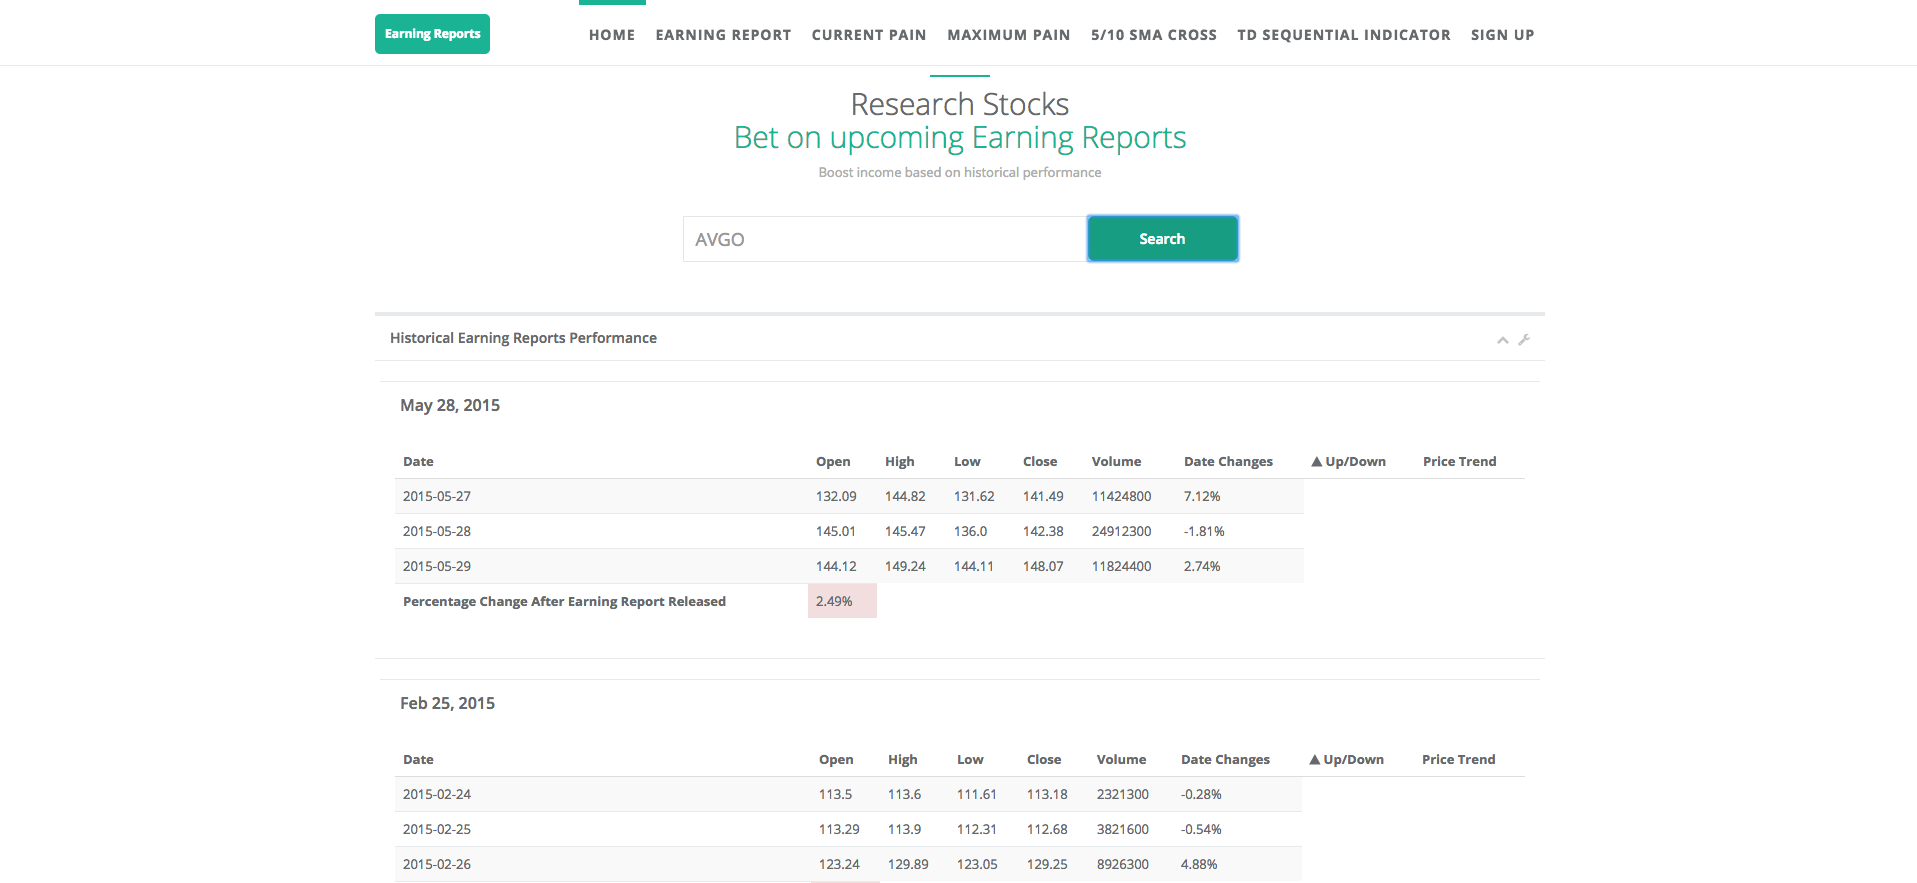 Earning Reports
HOME EARNING REPORT CURRENT PAIN MAXIMUM PAIN 5/10 SMA CROSS TD SEQUENTIAL INDICATOR SIGN UP
Research Stocks
Bet on upcoming Earning Reports
Boost income based on historical performance
AVGO Search
Historical Earning Reports Performance
May 28, 2015
Date Open High Low Close Volume Date Changes ▲ Up/Down Price Trend
2015-05-27 132.09 144.82 131.62 141.49 11424800 7.12%
2015-05-28 145.01 145.47 136.0 142.38 24912300 -1.81%
2015-05-29 144.12 149.24 144.11 148.07 11824400 2.74%
Percentage Change After Earning Report Released 2.49%
Feb 25, 2015
Date Open High Low Close Volume Date Changes ▲ Up/Down Price Trend
2015-02-24 113.5 113.6 111.61 113.18 2321300 -0.28%
2015-02-25 113.29 113.9 112.31 112.68 3821600 -0.54%
2015-02-26 123.24 129.89 123.05 129.25 8926300 4.88%